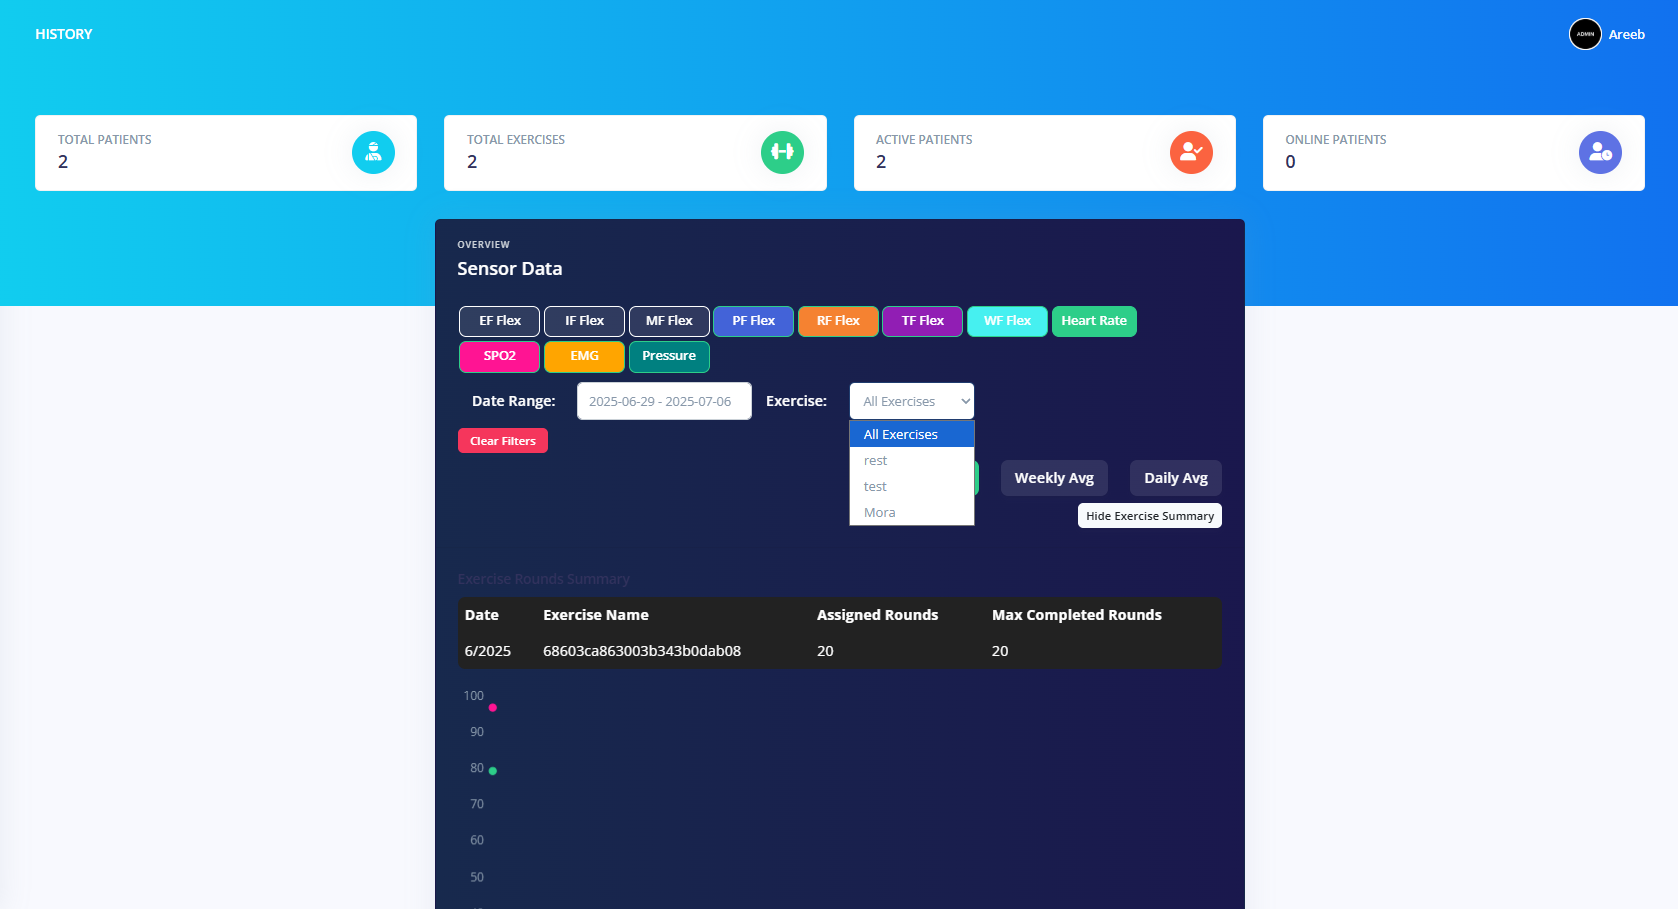 HISTORY
ADMIN
Areeb
TOTAL PATIENTS
2
TOTAL EXERCISES
2
ACTIVE PATIENTS
2
ONLINE PATIENTS
0
OVERVIEW
Sensor Data
EF Flex IF Flex MF Flex PF Flex RF Flex TF Flex WF Flex Heart Rate
SPO2 EMG Pressure
Date Range: 2025-06-29 - 2025-07-06 Exercise: All Exercises
All Exercises
rest
test
Mora
Clear Filters
Weekly Avg Daily Avg
Hide Exercise Summary
Exercise Rounds Summary
Date Exercise Name Assigned Rounds Max Completed Rounds
6/2025 68603ca863003b343b0dab08 20 20
100
90
80
70
60
50